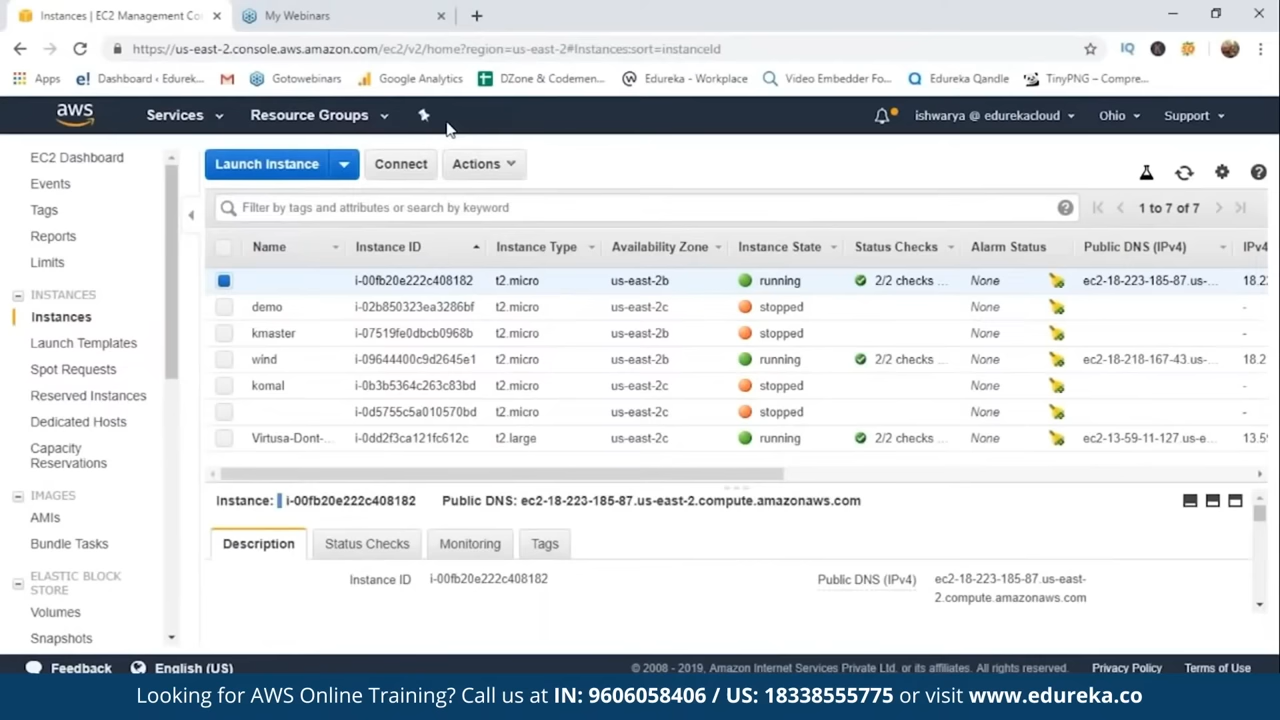 Instances | EC2 Management Co
My Webinars
https://us-east-2.console.aws.amazon.com/ec2/v2/home?region=us-east-2#Instances:sort=instanceId
IQ
Apps
Dashboard ‹ Edurek...
Gotowebinars
Google Analytics
DZone & Codemen...
Edureka - Workplace
Video Embedder Fo...
Edureka Qandle
TinyPNG – Compre...
aws
Services
Resource Groups
ishwarya @ edurekacloud
Ohio
Support
EC2 Dashboard
Events
Tags
Reports
Limits
INSTANCES
Instances
Launch Templates
Spot Requests
Reserved Instances
Dedicated Hosts
Capacity
Reservations
IMAGES
AMIs
Bundle Tasks
ELASTIC BLOCK
STORE
Volumes
Snapshots
Launch Instance Connect Actions
Filter by tags and attributes or search by keyword
1 to 7 of 7
Name Instance ID Instance Type Availability Zone Instance State Status Checks Alarm Status Public DNS (IPv4) IPv4
i-00fb20e222c408182 t2.micro us-east-2b running 2/2 checks ... None ec2-18-223-185-87.us-... 18.2
demo i-02b850323ea3286bf t2.micro us-east-2c stopped None -
kmaster i-07519fe0dbcb0968b t2.micro us-east-2b stopped None -
wind i-09644400c9d2645e1 t2.micro us-east-2b running 2/2 checks ... None ec2-18-218-167-43.us-... 18.2
komal i-0b3b5364c263c83bd t2.micro us-east-2c stopped None -
i-0d5755c5a010570bd t2.micro us-east-2c stopped None -
Virtusa-Dont-... i-0dd2f3ca121fc612c t2.large us-east-2c running 2/2 checks ... None ec2-13-59-11-127.us-e... 13.5
Instance: i-00fb20e222c408182 Public DNS: ec2-18-223-185-87.us-east-2.compute.amazonaws.com
Description Status Checks Monitoring Tags
Instance ID i-00fb20e222c408182
Public DNS (IPv4) ec2-18-223-185-87.us-east-
2.compute.amazonaws.com
Feedback English (US)
© 2008 - 2019, Amazon Internet Services Private Ltd. or its affiliates. All rights reserved. Privacy Policy Terms of Use
Looking for AWS Online Training? Call us at IN: 9606058406 / US: 18338555775 or visit www.edureka.co